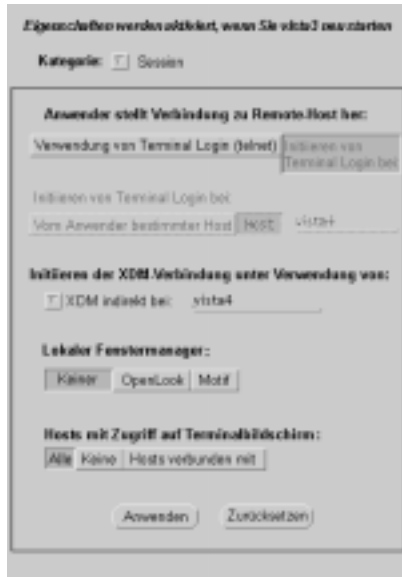 Eigenschaften werden aktiviert, wenn Sie vista3 neu starten
Kategorie: Session
Anwender stellt Verbindung zu Remote-Host her:
Verwendung von Terminal Login (telnet) Initiieren von
Terminal Login bei:
Initiieren von Terminal Login bei:
Vom Anwender bestimmter Host Host: vista4
Initiieren der XDM-Verbindung unter Verwendung von:
XDM indirekt bei: vista4
Lokaler Fenstermanager:
Keiner OpenLook Motif
Hosts mit Zugriff auf Terminalbildschirm:
Alle Keine Hosts verbunden mit
Anwenden Zurücksetzen